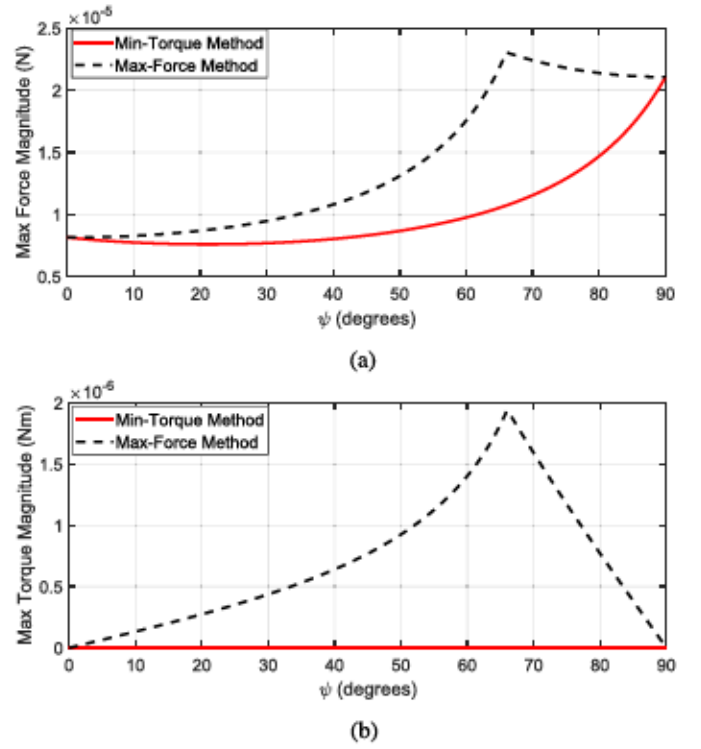 ×10⁻⁵
2.5
Min-Torque Method
Max-Force Method
2
1.5
1
0.5
Max Force Magnitude (N)
0 10 20 30 40 50 60 70 80 90
ψ (degrees)
(a)
×10⁻⁶
2
Min-Torque Method
Max-Force Method
1.5
1
0.5
0
Max Torque Magnitude (Nm)
0 10 20 30 40 50 60 70 80 90
ψ (degrees)
(b)